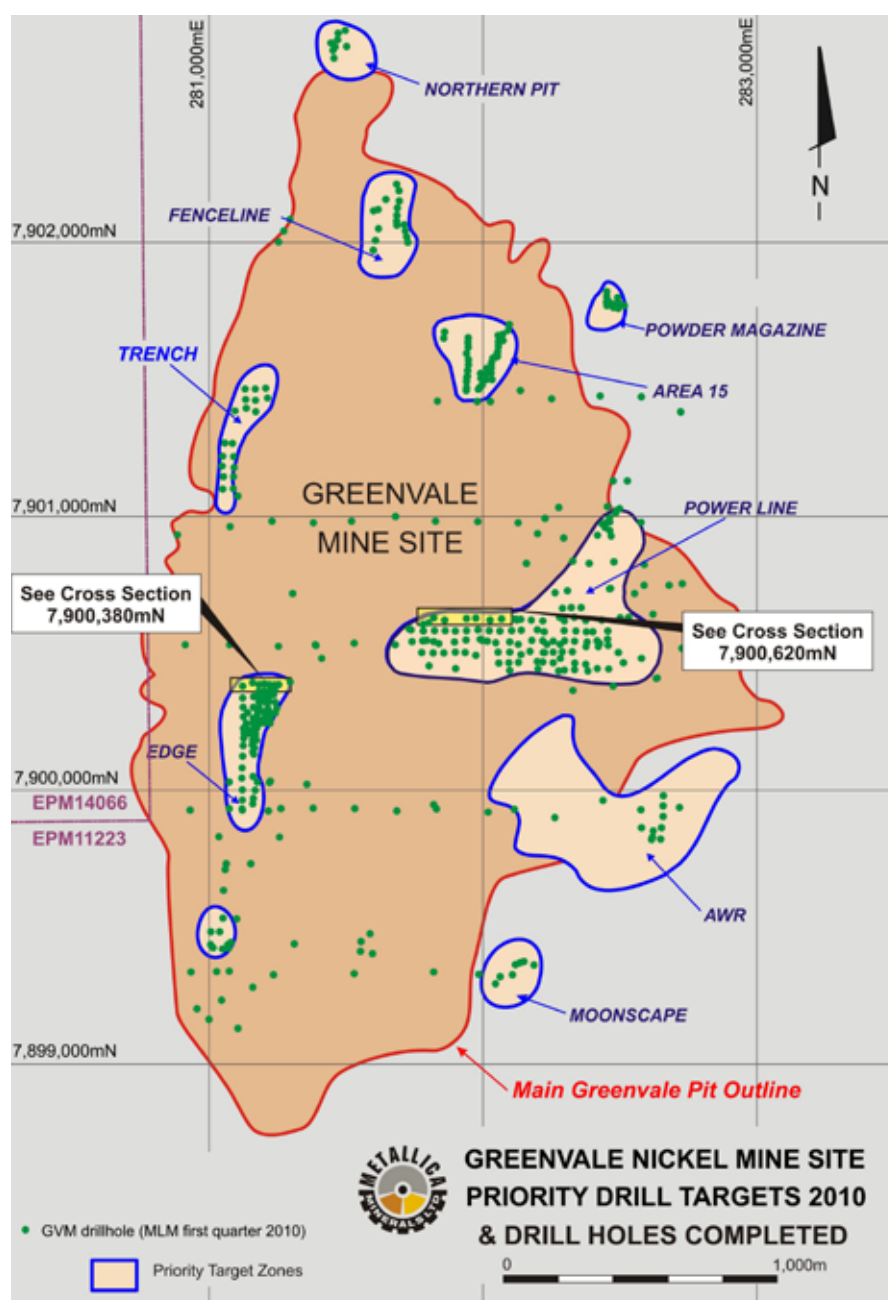 281,000mE
283,000mE
NORTHERN PIT
N
FENCELINE
7,902,000mN
POWDER MAGAZINE
TRENCH
AREA 15
GREENVALE
MINE SITE
7,901,000mN
POWER LINE
See Cross Section
7,900,380mN
See Cross Section
7,900,620mN
EDGE
7,900,000mN
EPM14066
EPM11223
AWR
MOONSCAPE
7,899,000mN
Main Greenvale Pit Outline
METALLICA
MINERALS LTD
GREENVALE NICKEL MINE SITE
PRIORITY DRILL TARGETS 2010
& DRILL HOLES COMPLETED
GVM drillhole (MLM first quarter 2010)
Priority Target Zones
0
1,000m